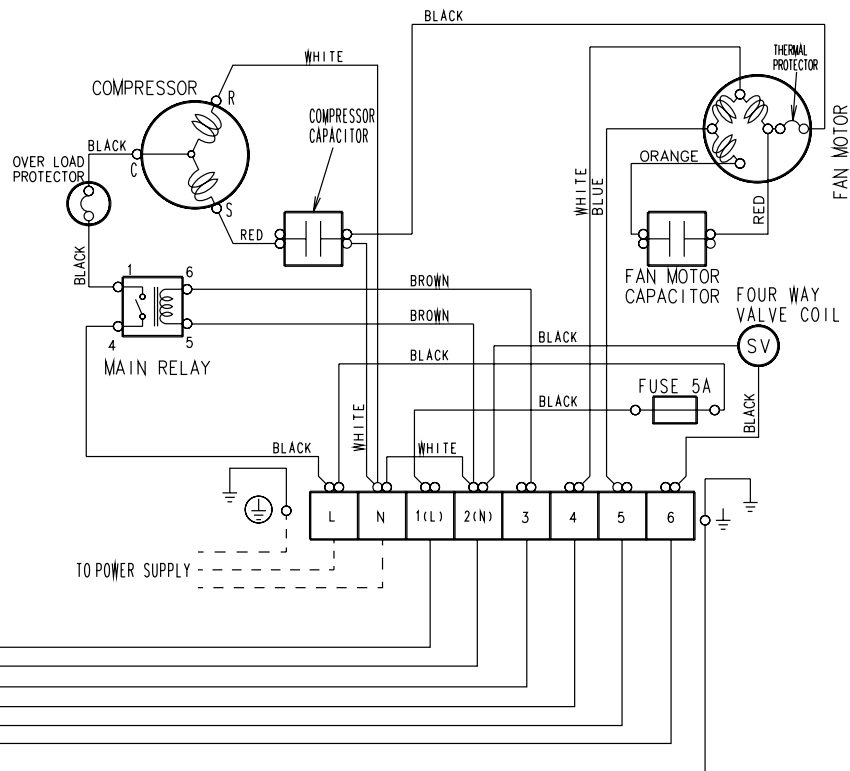 BLACK
WHITE
THERMAL
PROTECTOR
COMPRESSOR
R
COMPRESSOR
CAPACITOR
FAN MOTOR
BLACK
OVER LOAD
PROTECTOR
C
ORANGE
WHITE
BLUE
S
RED
RED
BLACK
1
6
BROWN
FAN MOTOR
CAPACITOR
FOUR WAY
VALVE COIL
BROWN
4
5
BLACK
SV
MAIN RELAY
BLACK
FUSE 5A
BLACK
BLACK
WHITE
BLACK
WHITE
L
N
1(L)
2(N)
3
4
5
6
TO POWER SUPPLY